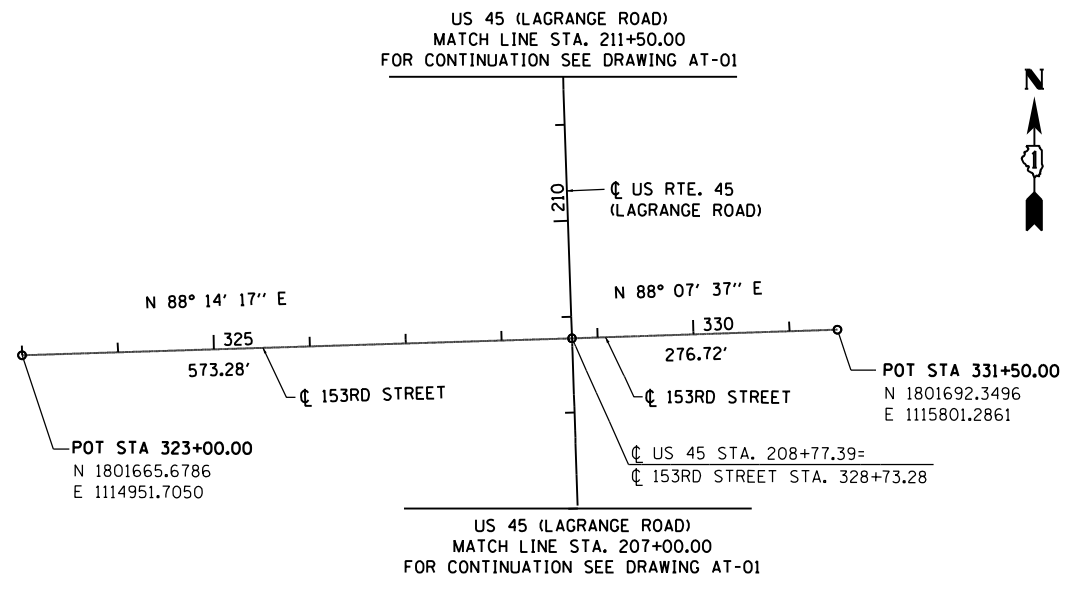 US 45 (LAGRANGE ROAD)
MATCH LINE STA. 211+50.00
FOR CONTINUATION SEE DRAWING AT-01
N
1
210
℄ US RTE. 45
(LAGRANGE ROAD)
N 88° 14' 17" E
N 88° 07' 37" E
325
330
573.28'
276.72'
℄ 153RD STREET
℄ 153RD STREET
POT STA 331+50.00
N 1801692.3496
E 1115801.2861
POT STA 323+00.00
N 1801665.6786
E 1114951.7050
℄ US 45 STA. 208+77.39=
℄ 153RD STREET STA. 328+73.28
US 45 (LAGRANGE ROAD)
MATCH LINE STA. 207+00.00
FOR CONTINUATION SEE DRAWING AT-01